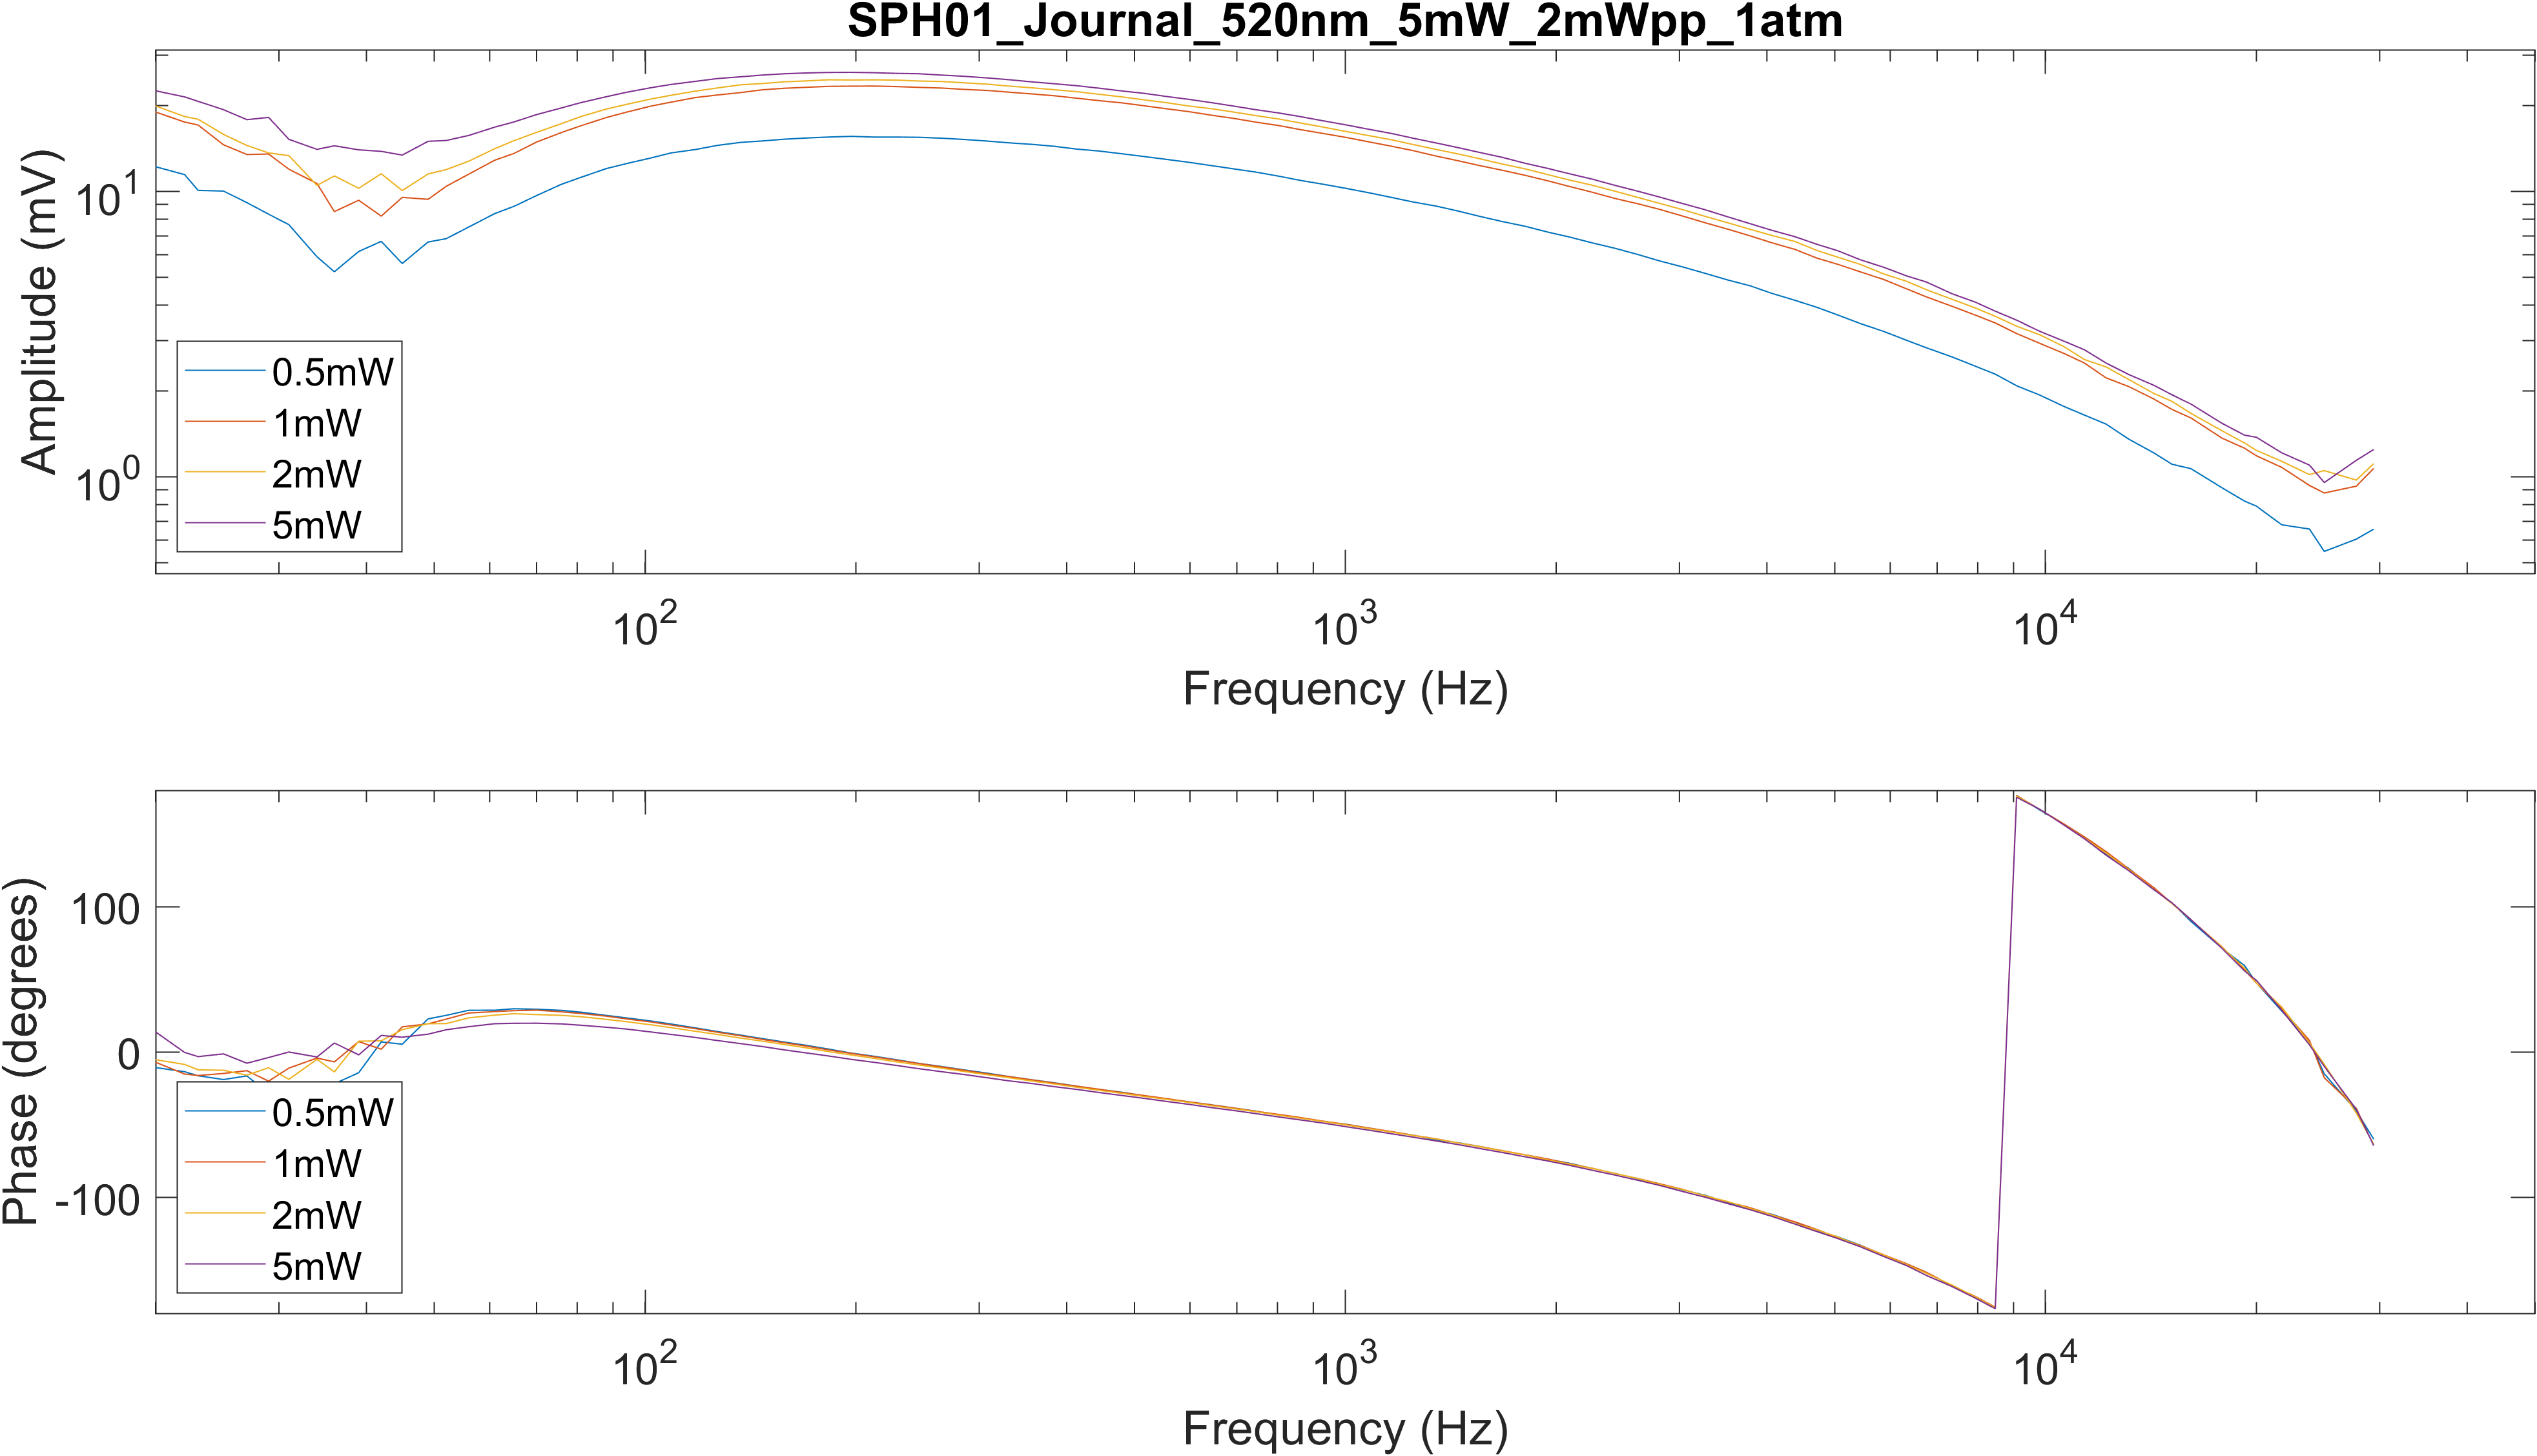 SPH01_Journal_520nm_5mW_2mWpp_1atm
Amplitude (mV)
10^1
10^0
0.5mW
1mW
2mW
5mW
10^2
10^3
10^4
Frequency (Hz)
Phase (degrees)
100
0
-100
0.5mW
1mW
2mW
5mW
10^2
10^3
10^4
Frequency (Hz)